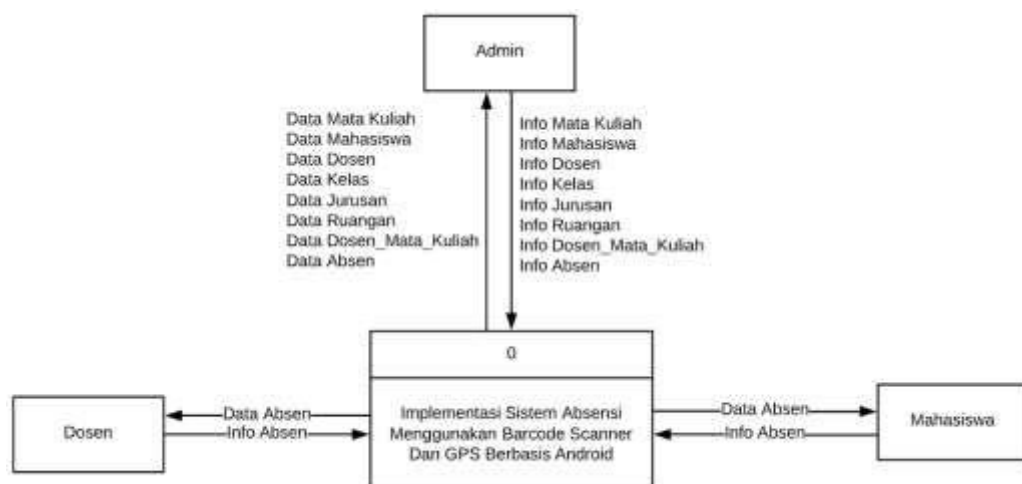 Admin
Data Mata Kuliah
Data Mahasiswa
Data Dosen
Data Kelas
Data Jurusan
Data Ruangan
Data Dosen_Mata_Kuliah
Data Absen
Info Mata Kuliah
Info Mahasiswa
Info Dosen
Info Kelas
Info Jurusan
Info Ruangan
Info Dosen_Mata_Kuliah
Info Absen
0
Implementasi Sistem Absensi
Menggunakan Barcode Scanner
Dan GPS Berbasis Android
Dosen
Data Absen
Info Absen
Data Absen
Info Absen
Mahasiswa